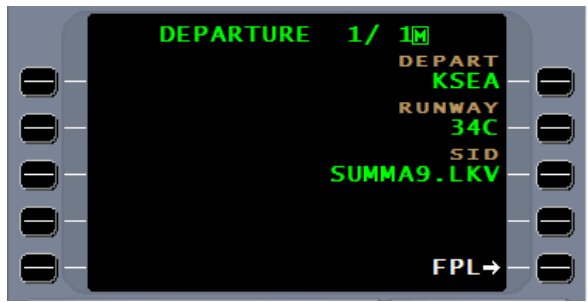 DEPARTURE 1/ 1M
DEPART
KSEA
RUNWAY
34C
SID
SUMMA9.LKV
FPL→